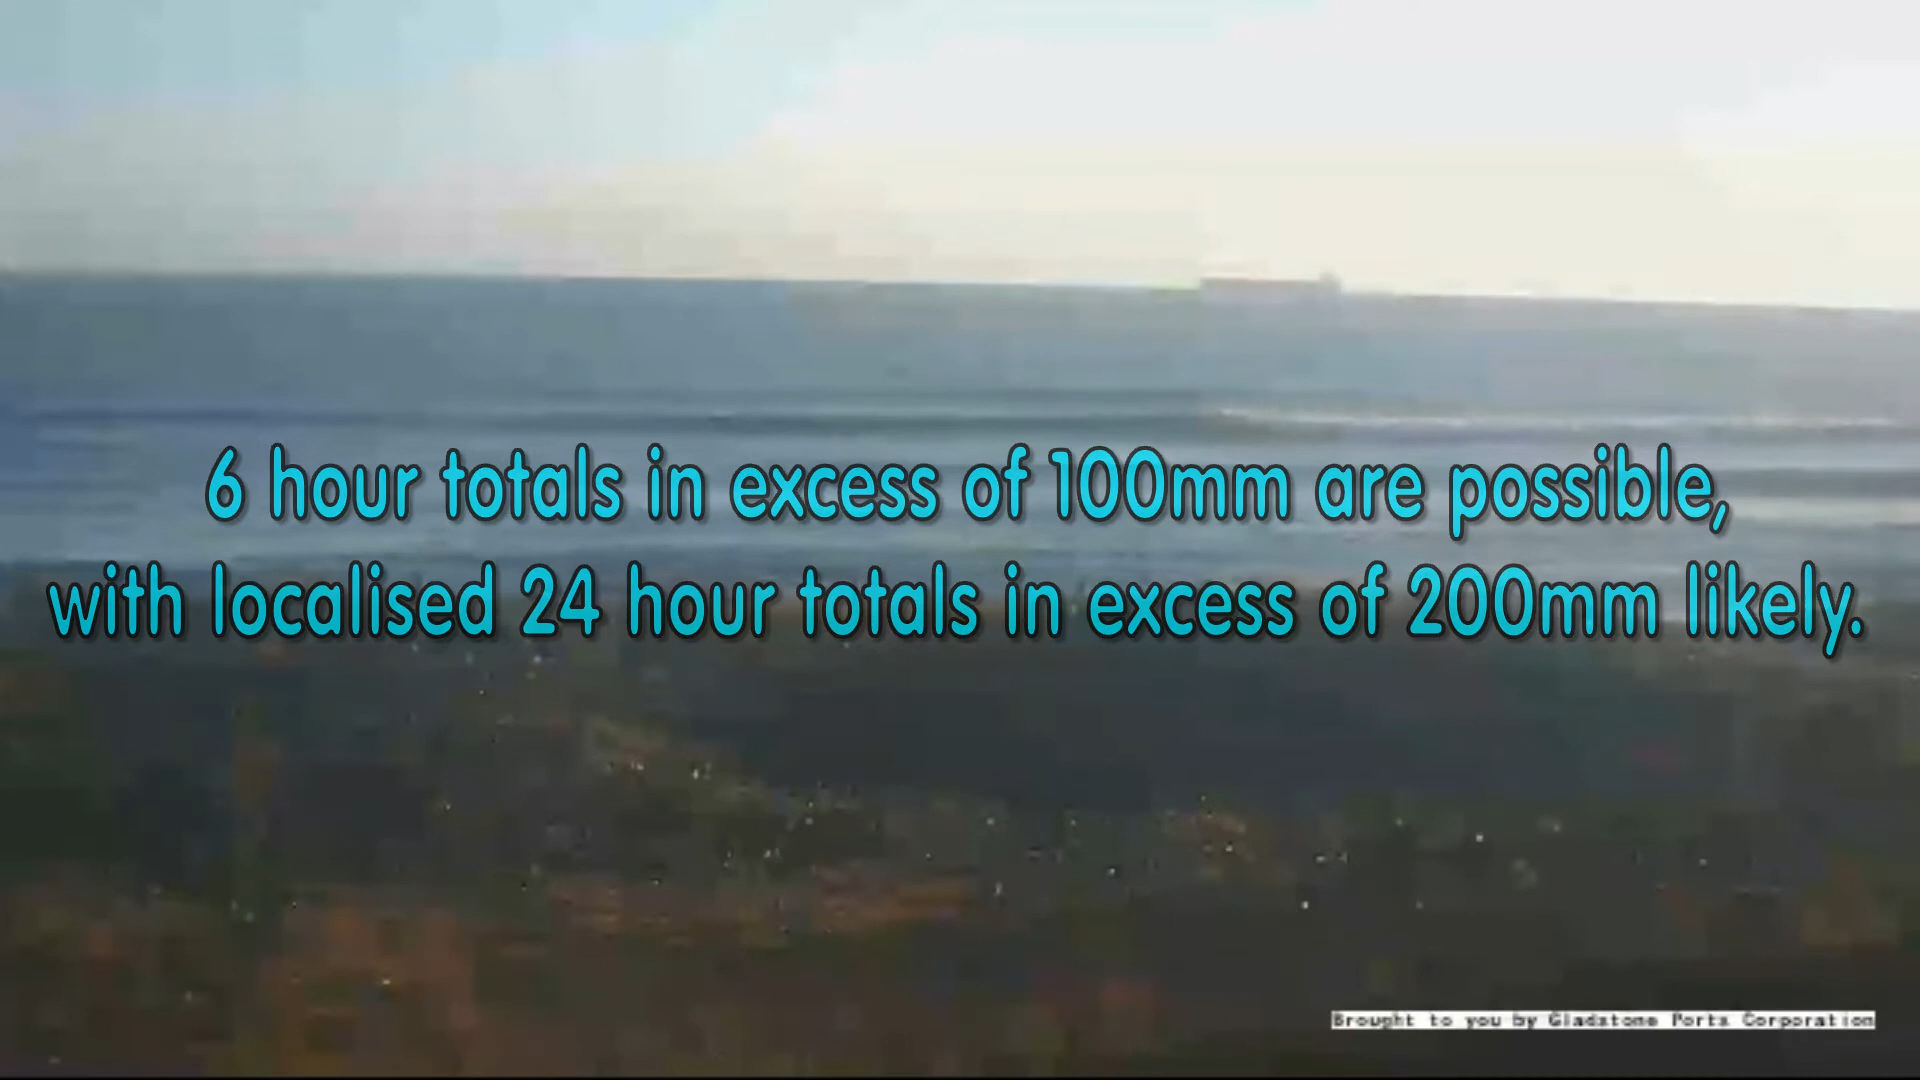 6 hour totals in excess of 100mm are possible,
with localised 24 hour totals in excess of 200mm likely.
Brought to you by Gladstone Ports Corporation